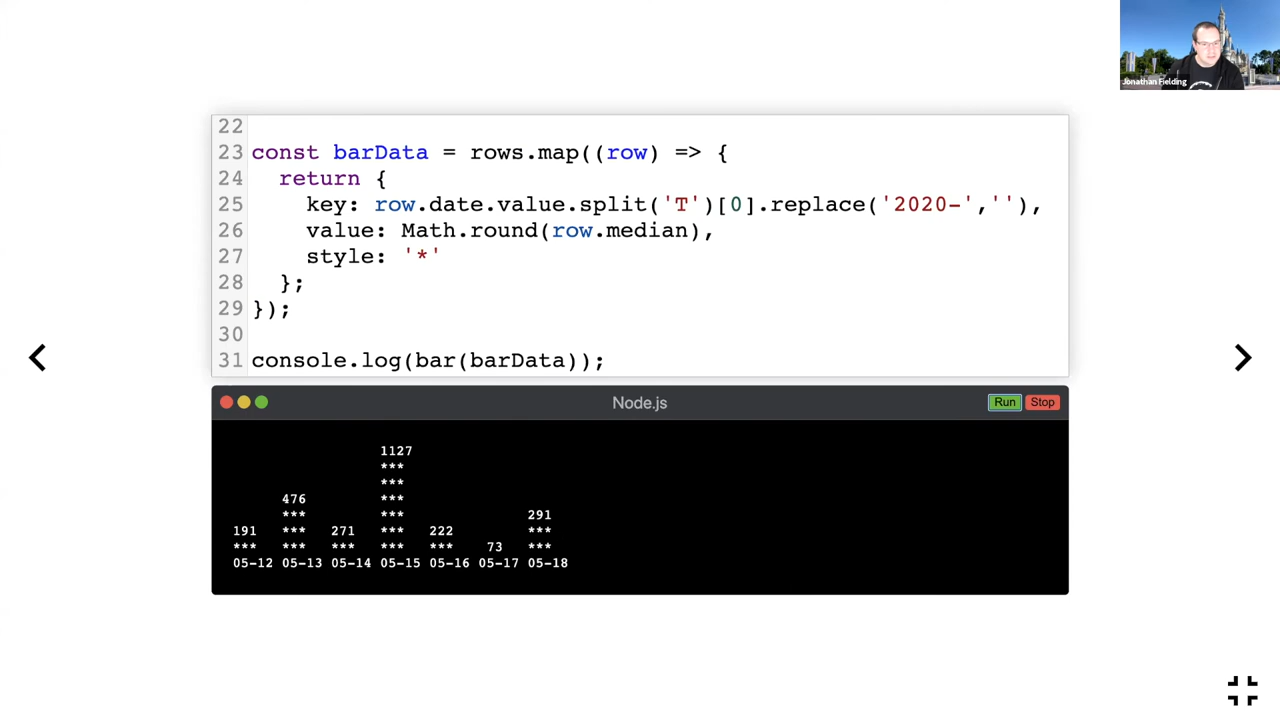 Jonathan Fielding
22
23 const barData = rows.map((row) => {
24 return {
25 key: row.date.value.split('T')[0].replace('2020-',''),
26 value: Math.round(row.median),
27 style: '*'
28 };
29 });
30
31 console.log(bar(barData));
Node.js Run Stop
1127
***
***
476 ***
*** *** 291
191 *** 271 *** 222 ***
*** *** *** *** *** 73 ***
05-12 05-13 05-14 05-15 05-16 05-17 05-18